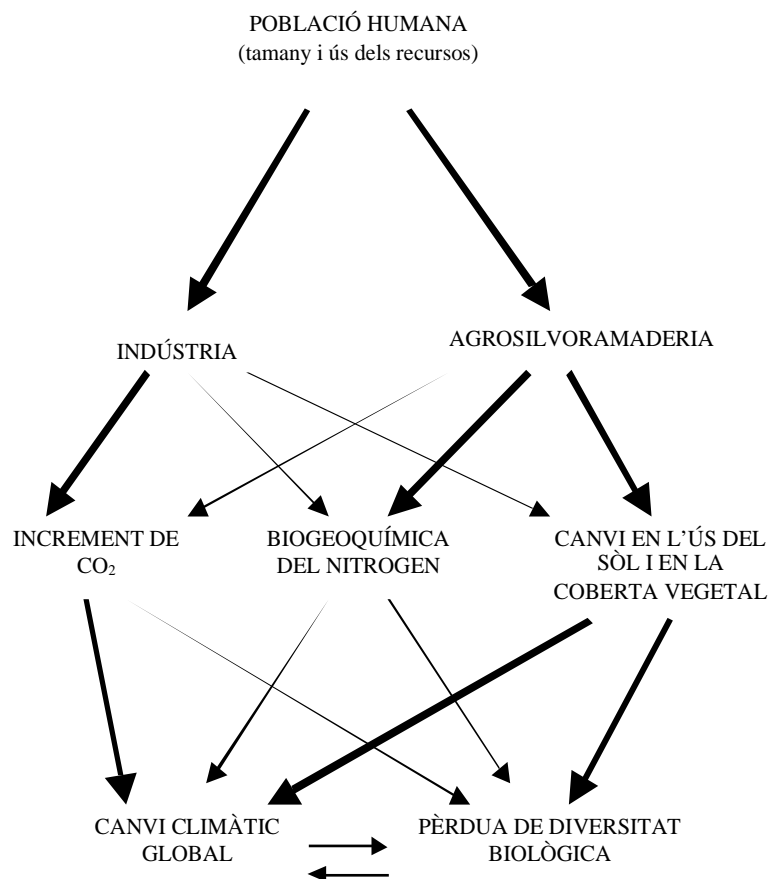 POBLACIÓ HUMANA
(tamany i ús dels recursos)
INDÚSTRIA
AGROSILVORAMADERIA
INCREMENT DE
CO₂
BIOGEOQUÍMICA
DEL NITROGEN
CANVI EN L’ÚS DEL
SÒL I EN LA
COBERTA VEGETAL
CANVI CLIMÀTIC
GLOBAL
PÈRDUA DE DIVERSITAT
BIOLÒGICA